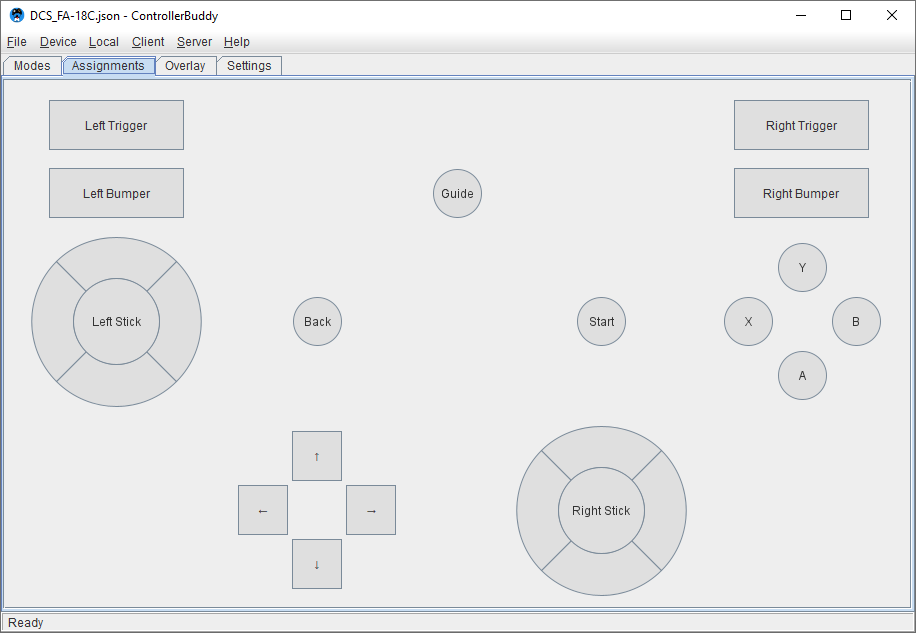 DCS_FA-18C.json - ControllerBuddy
File Device Local Client Server Help
Modes Assignments Overlay Settings
Left Trigger
Right Trigger
Left Bumper
Guide
Right Bumper
Y
Left Stick
Back
Start
X
B
A
↑
←
→
Right Stick
↓
Ready